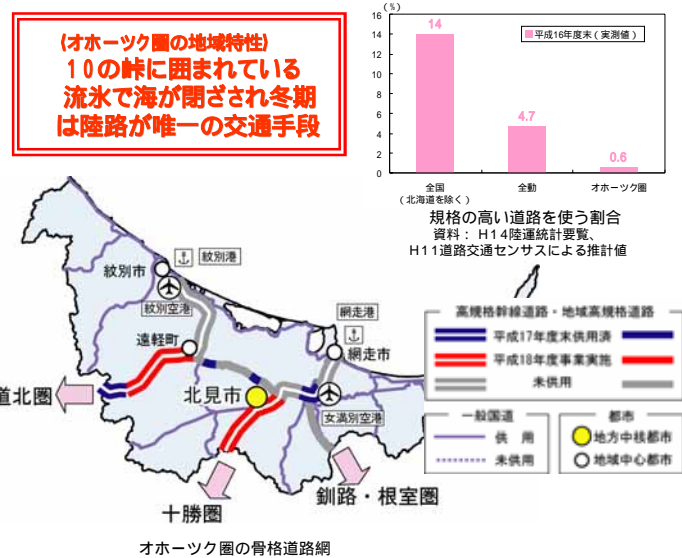 (オホーツク圏の地域特性)
10の峠に囲まれている
流氷で海が閉ざされ冬期
は陸路が唯一の交通手段
(%)
16
14
12
10
8
6
4
2
0
14
4.7
0.6
平成16年度末(実測値)
全国
(北海道を除く)
全動
オホーツク圏
規格の高い道路を使う割合
資料: H14陸運統計要覧、
H11道路交通センサスによる推計値
紋別市
紋別港
紋別空港
遠軽町
網走港
網走市
北見市
女満別空港
道北圏
十勝圏
釧路・根室圏
高規格幹線道路・地域高規格道路
平成17年度末供用済
平成18年度事業実施
未供用
一般国道
供 用
未供用
都市
地方中核都市
地域中心都市
オホーツク圏の骨格道路網